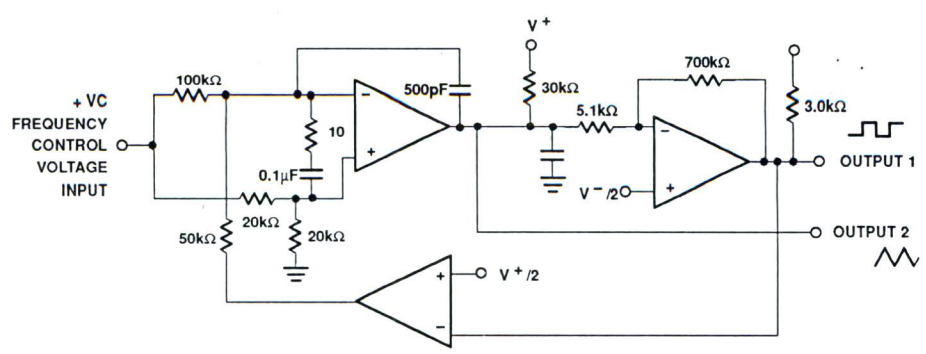 V+
700kΩ
100kΩ
500pF
30kΩ
3.0kΩ
5.1kΩ
+ VC
FREQUENCY
CONTROL
VOLTAGE
INPUT
10
0.1µF
-
+
-
+
V-/2
OUTPUT 1
20kΩ
50kΩ
20kΩ
OUTPUT 2
+
-
V+/2